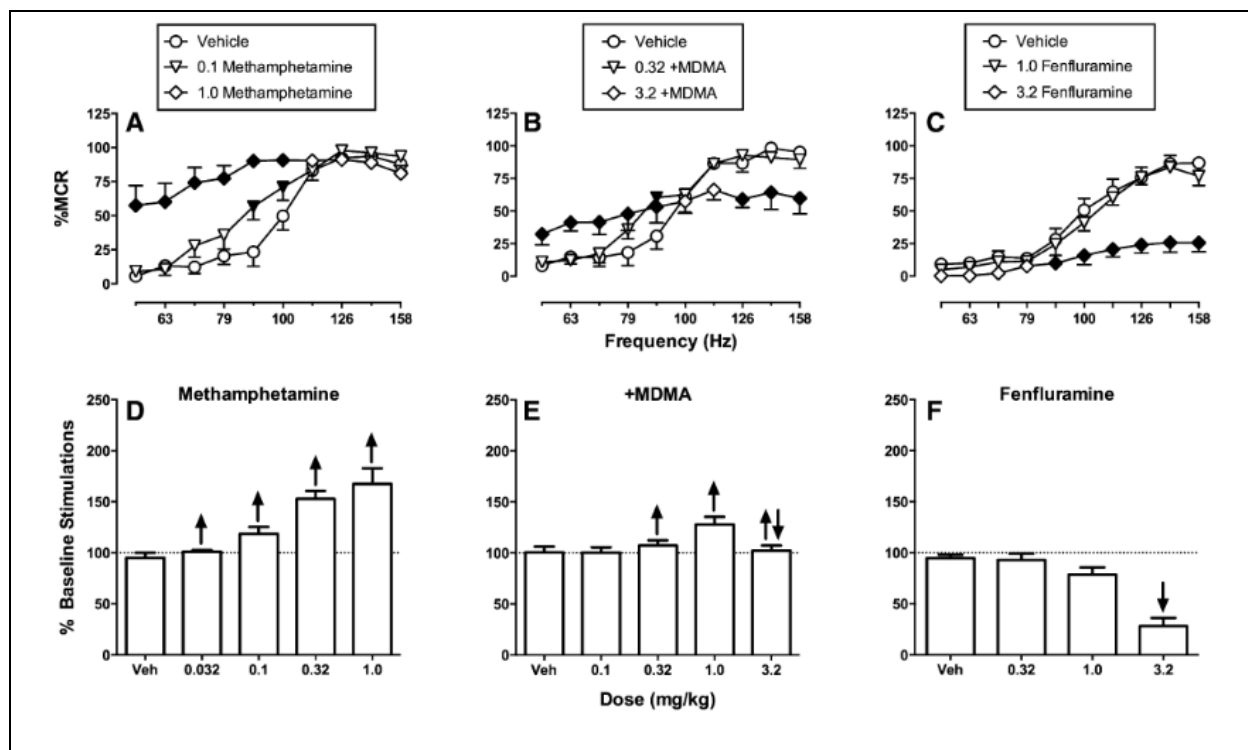 Vehicle
0.1 Methamphetamine
1.0 Methamphetamine
Vehicle
0.32 +MDMA
3.2 +MDMA
Vehicle
1.0 Fenfluramine
3.2 Fenfluramine
A
B
C
%MCR
125
100
75
50
25
0
125
100
75
50
25
0
125
100
75
50
25
0
63 79 100 126 158
63 79 100 126 158
63 79 100 126 158
Frequency (Hz)
Methamphetamine
+MDMA
Fenfluramine
D
E
F
% Baseline Stimulations
250
200
150
100
50
0
250
200
150
100
50
0
250
200
150
100
50
0
Veh 0.032 0.1 0.32 1.0
Veh 0.1 0.32 1.0 3.2
Veh 0.32 1.0 3.2
Dose (mg/kg)